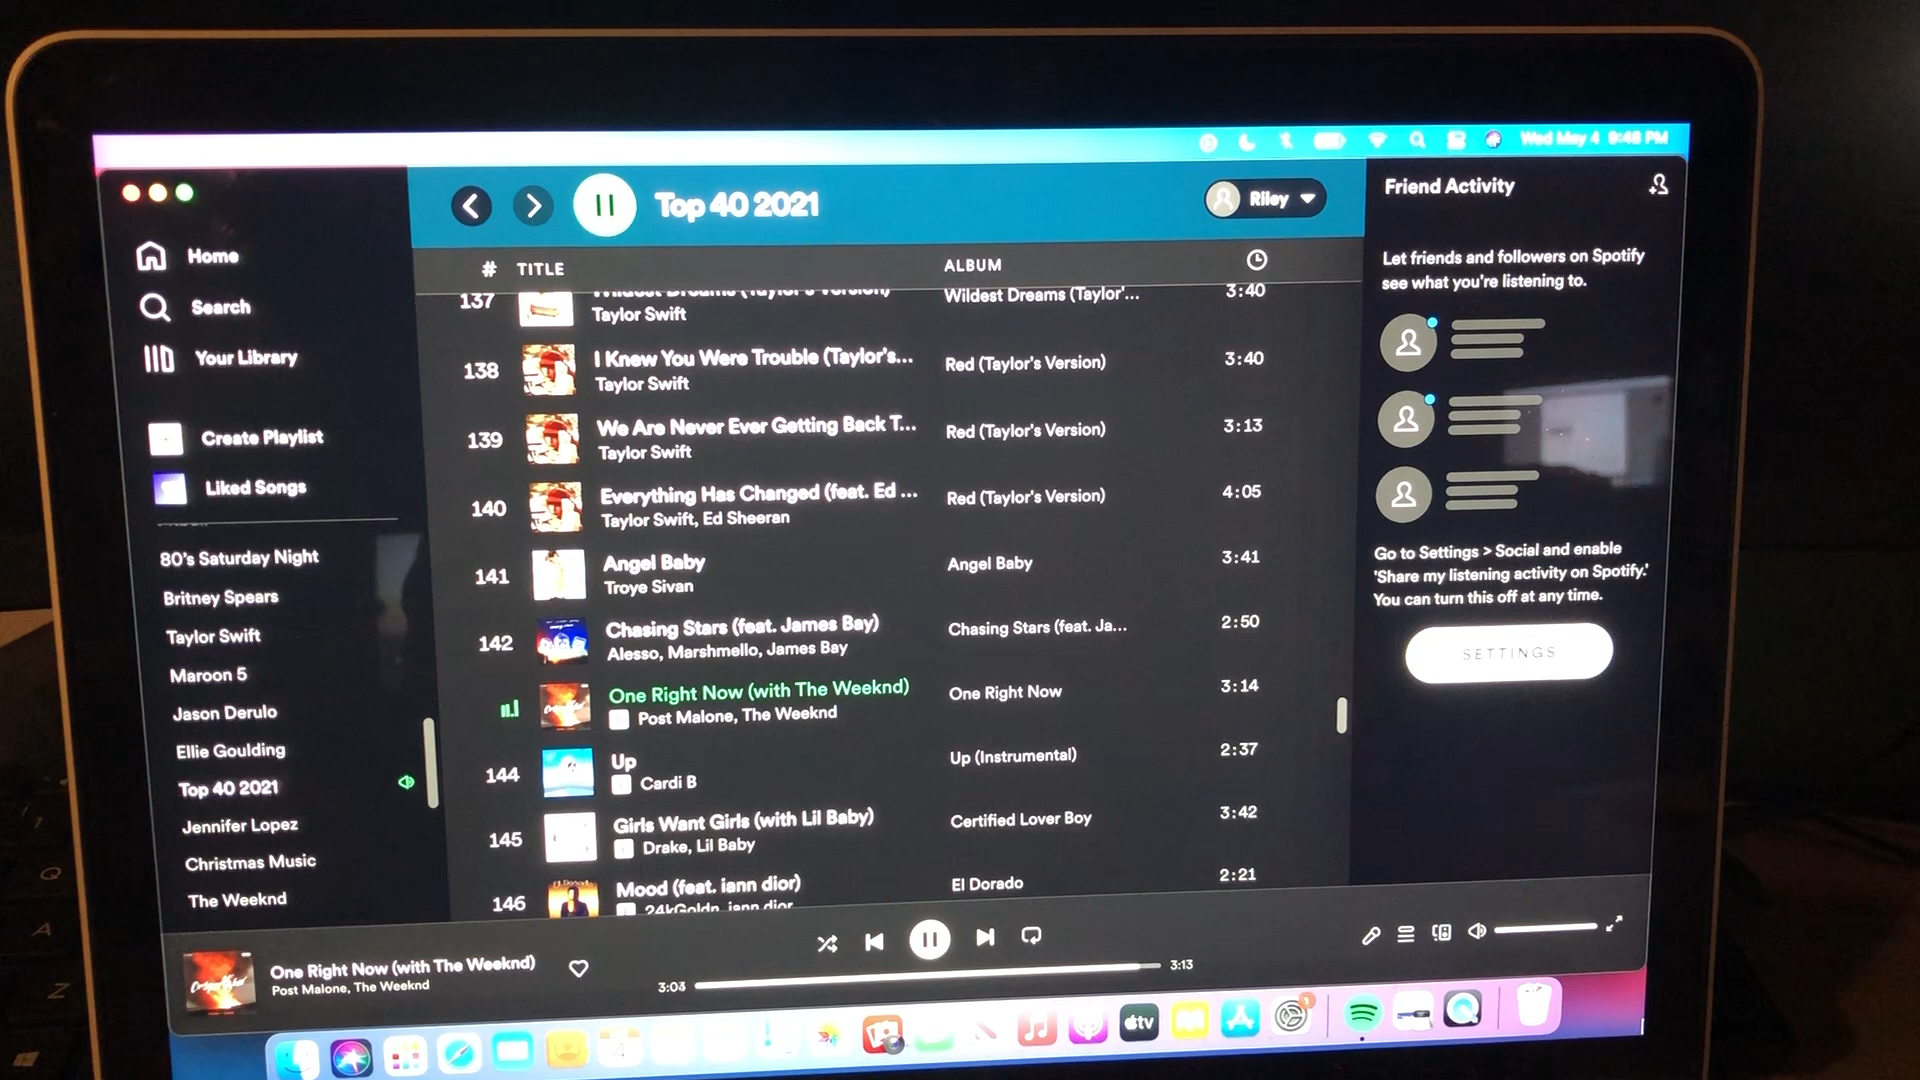 Wed May 4 9:48 PM
Top 40 2021
Riley
Friend Activity
Home
Search
Your Library
Create Playlist
Liked Songs
80's Saturday Night
Britney Spears
Taylor Swift
Maroon 5
Jason Derulo
Ellie Goulding
Top 40 2021
Jennifer Lopez
Christmas Music
The Weeknd
# TITLE ALBUM
137 Wildest Dreams (Taylor's Version) Wildest Dreams (Taylor'... 3:40
Taylor Swift
138 I Knew You Were Trouble (Taylor's... Red (Taylor's Version) 3:40
Taylor Swift
139 We Are Never Ever Getting Back T... Red (Taylor's Version) 3:13
Taylor Swift
140 Everything Has Changed (feat. Ed ... Red (Taylor's Version) 4:05
Taylor Swift, Ed Sheeran
141 Angel Baby Angel Baby 3:41
Troye Sivan
142 Chasing Stars (feat. James Bay) Chasing Stars (feat. Ja... 2:50
Alesso, Marshmello, James Bay
One Right Now (with The Weeknd) One Right Now 3:14
Post Malone, The Weeknd
144 Up Up (Instrumental) 2:37
Cardi B
145 Girls Want Girls (with Lil Baby) Certified Lover Boy 3:42
Drake, Lil Baby
146 Mood (feat. iann dior) El Dorado 2:21
24kGoldn, iann dior
Let friends and followers on Spotify
see what you're listening to.
Go to Settings > Social and enable
'Share my listening activity on Spotify.'
You can turn this off at any time.
SETTINGS
One Right Now (with The Weeknd)
Post Malone, The Weeknd
3:03
3:13
tv
1
Q
A
Z